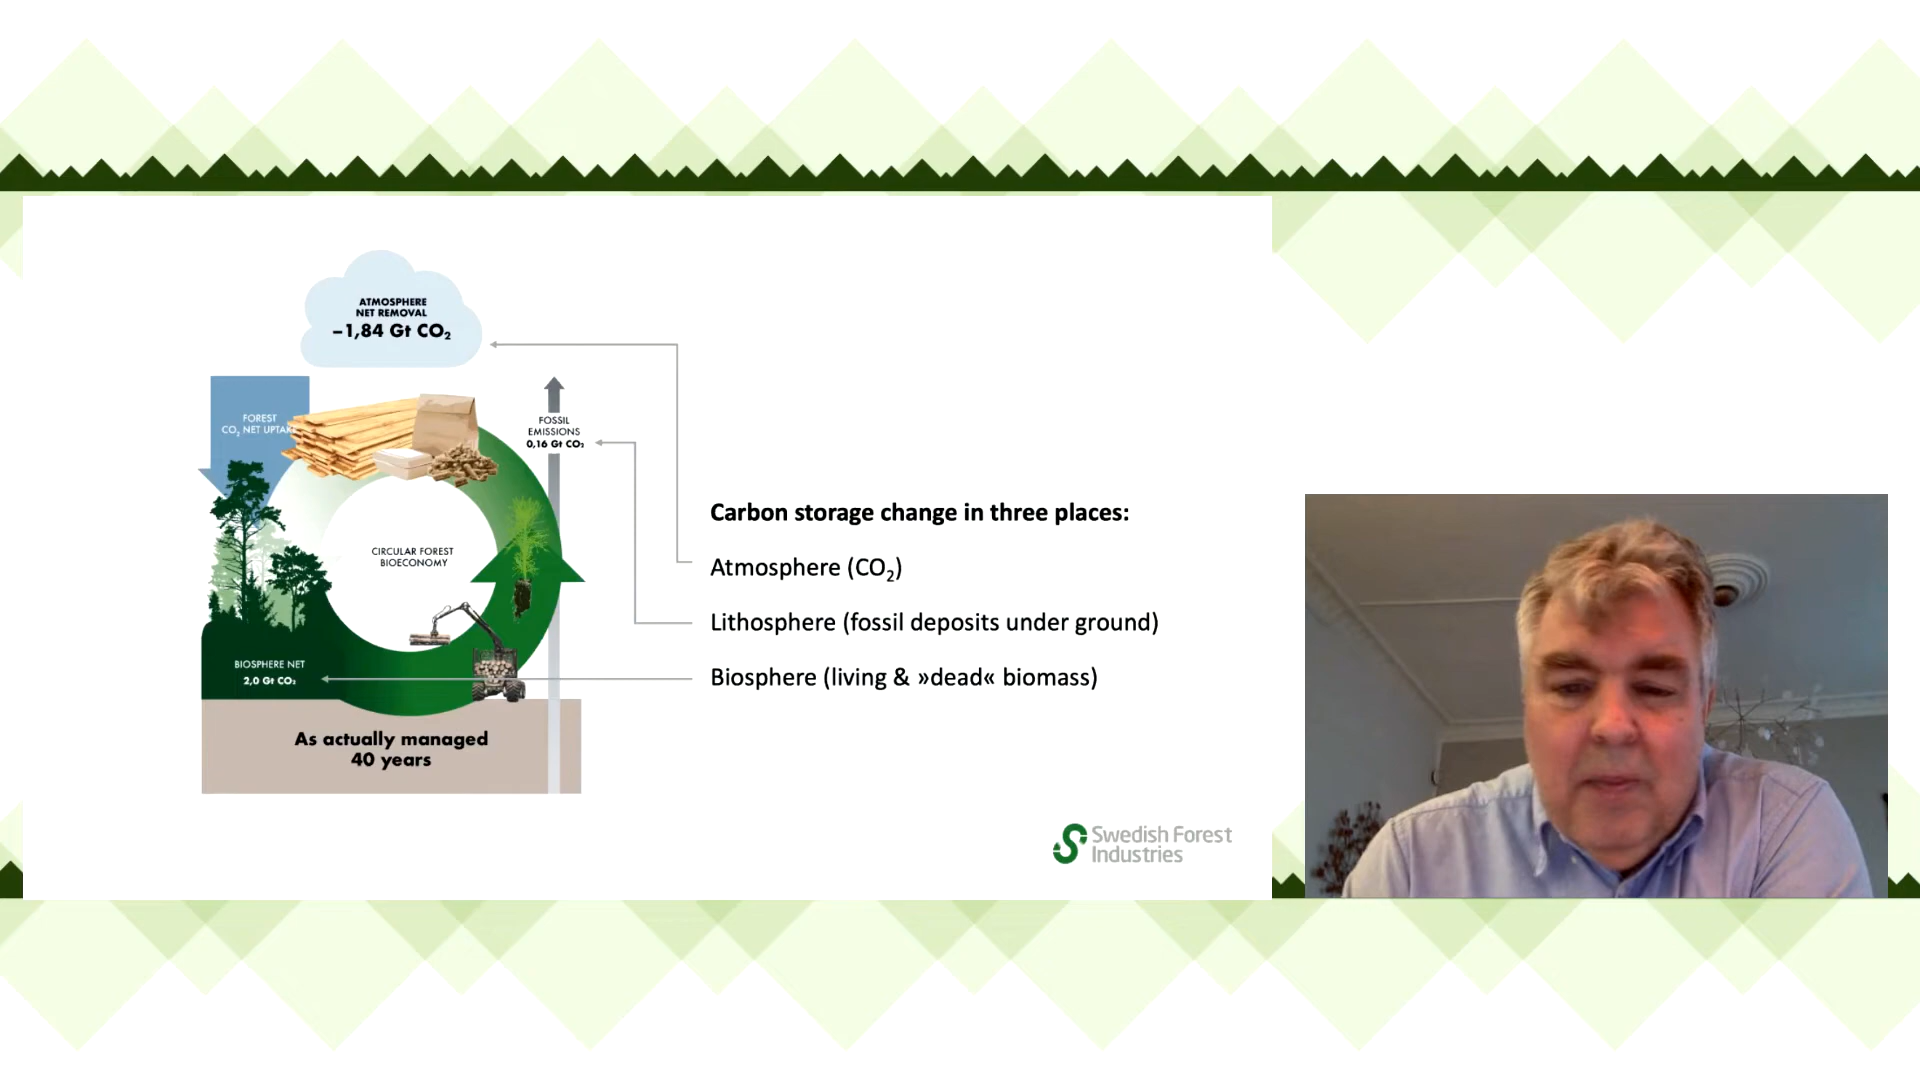 ATMOSPHERE
NET REMOVAL
−1,84 Gt CO₂
FOREST
CO₂ NET UPTAKE
FOSSIL
EMISSIONS
0,16 Gt CO₂
CIRCULAR FOREST
BIOECONOMY
BIOSPHERE NET
2,0 Gt CO₂
As actually managed
40 years
Carbon storage change in three places:
Atmosphere (CO₂)
Lithosphere (fossil deposits under ground)
Biosphere (living & »dead« biomass)
Swedish Forest
Industries